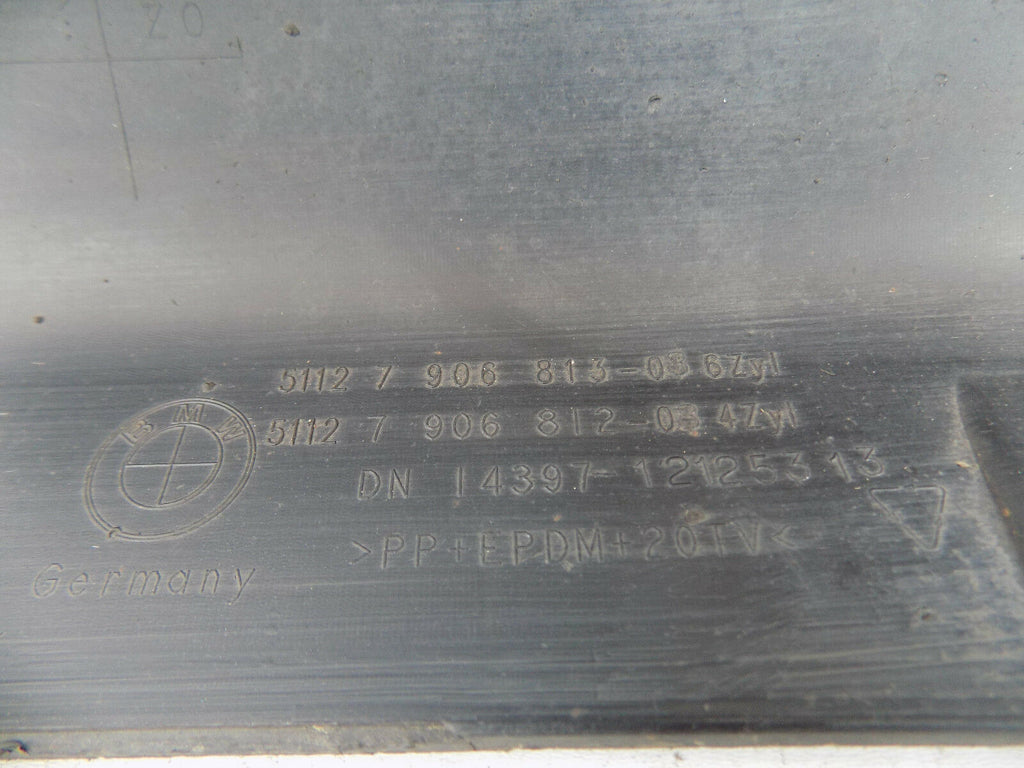 20
5112 7 906 813-03 6Zyl
5112 7 906 812-03 4Zyl
BMW
DN 14397-121253 13
>PP+EPDM+20TV<
Germany